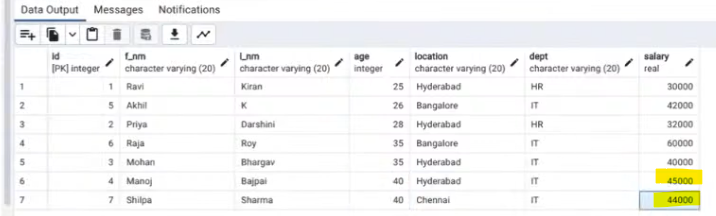 Data Output Messages Notifications
id f_nm l_nm age location dept salary
[PK] integer character varying (20) character varying (20) integer character varying (20) character varying (20) real
1 1 Ravi Kiran 25 Hyderabad HR 30000
2 5 Akhil K 26 Bangalore IT 42000
3 2 Priya Darshini 28 Hyderabad HR 32000
4 6 Raja Roy 35 Bangalore IT 60000
5 3 Mohan Bhargav 35 Hyderabad IT 40000
6 4 Manoj Bajpai 40 Hyderabad IT 45000
7 7 Shilpa Sharma 40 Chennai IT 44000